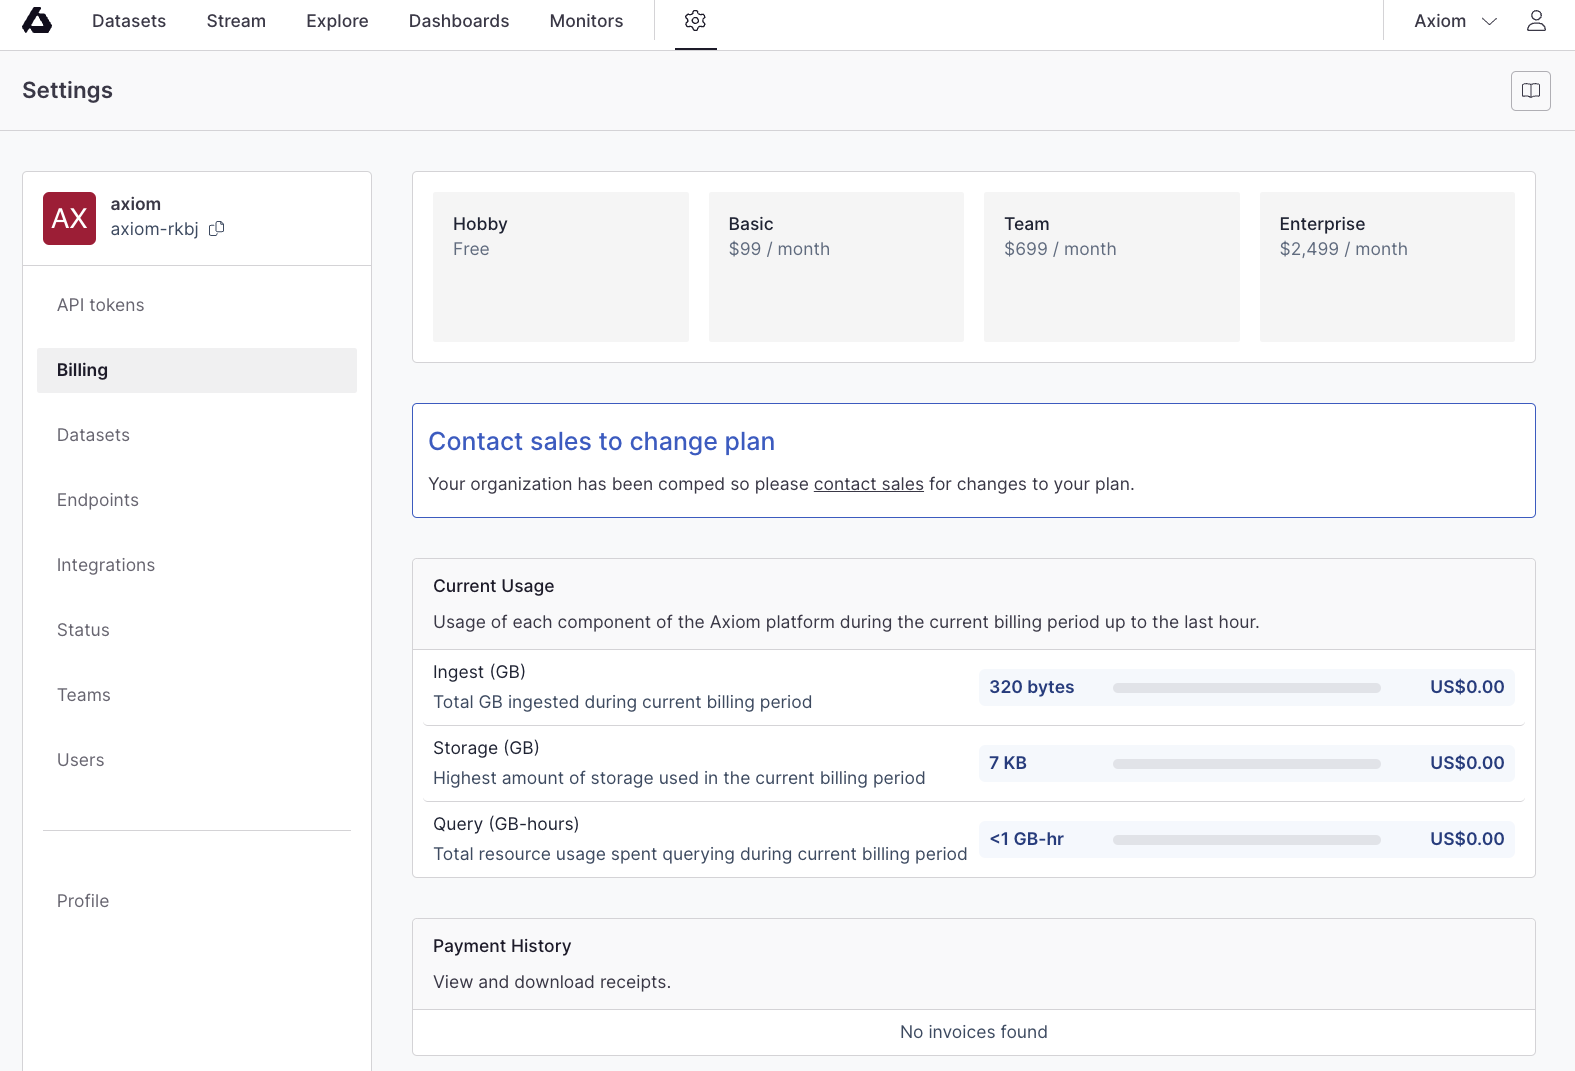 Datasets Stream Explore Dashboards Monitors Axiom
Settings
AX
axiom
axiom-rkbj
API tokens
Billing
Datasets
Endpoints
Integrations
Status
Teams
Users
Profile
Hobby
Free
Basic
$99 / month
Team
$699 / month
Enterprise
$2,499 / month
Contact sales to change plan
Your organization has been comped so please contact sales for changes to your plan.
Current Usage
Usage of each component of the Axiom platform during the current billing period up to the last hour.
Ingest (GB)
Total GB ingested during current billing period
320 bytes US$0.00
Storage (GB)
Highest amount of storage used in the current billing period
7 KB US$0.00
Query (GB-hours)
Total resource usage spent querying during current billing period
<1 GB-hr US$0.00
Payment History
View and download receipts.
No invoices found